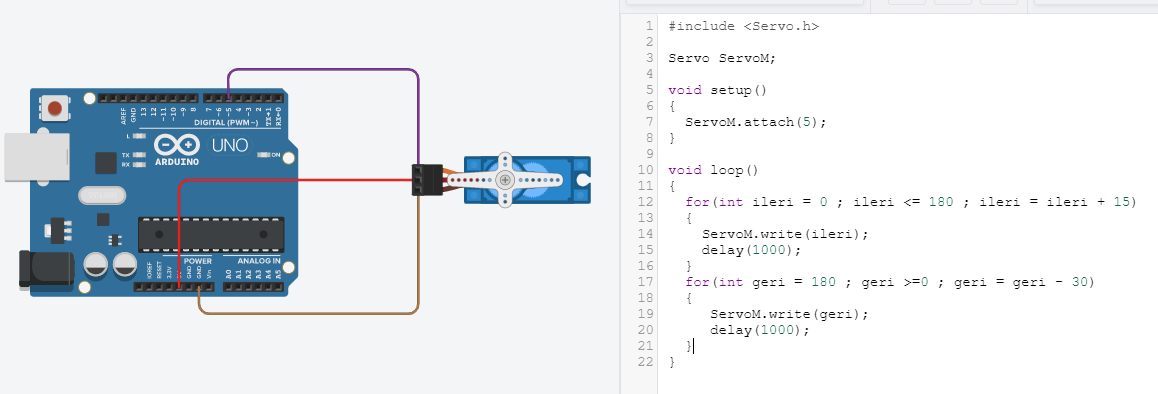 AREF
GND
13
12
~11
~10
~9
8
7
~6
~5
4
~3
2
TX→1
RX←0
DIGITAL (PWM~)
L
TX
RX
ARDUINO
UNO
ON
POWER
ANALOG IN
IOREF
RESET
3.3V
GND
GND
Vin
A0
A1
A2
A3
A4
A5
1 #include <Servo.h>
2
3 Servo ServoM;
4
5 void setup()
6 {
7 ServoM.attach(5);
8 }
9
10 void loop()
11 {
12 for(int ileri = 0 ; ileri <= 180 ; ileri = ileri + 15)
13 {
14 ServoM.write(ileri);
15 delay(1000);
16 }
17 for(int geri = 180 ; geri >=0 ; geri = geri - 30)
18 {
19 ServoM.write(geri);
20 delay(1000);
21 }
22 }